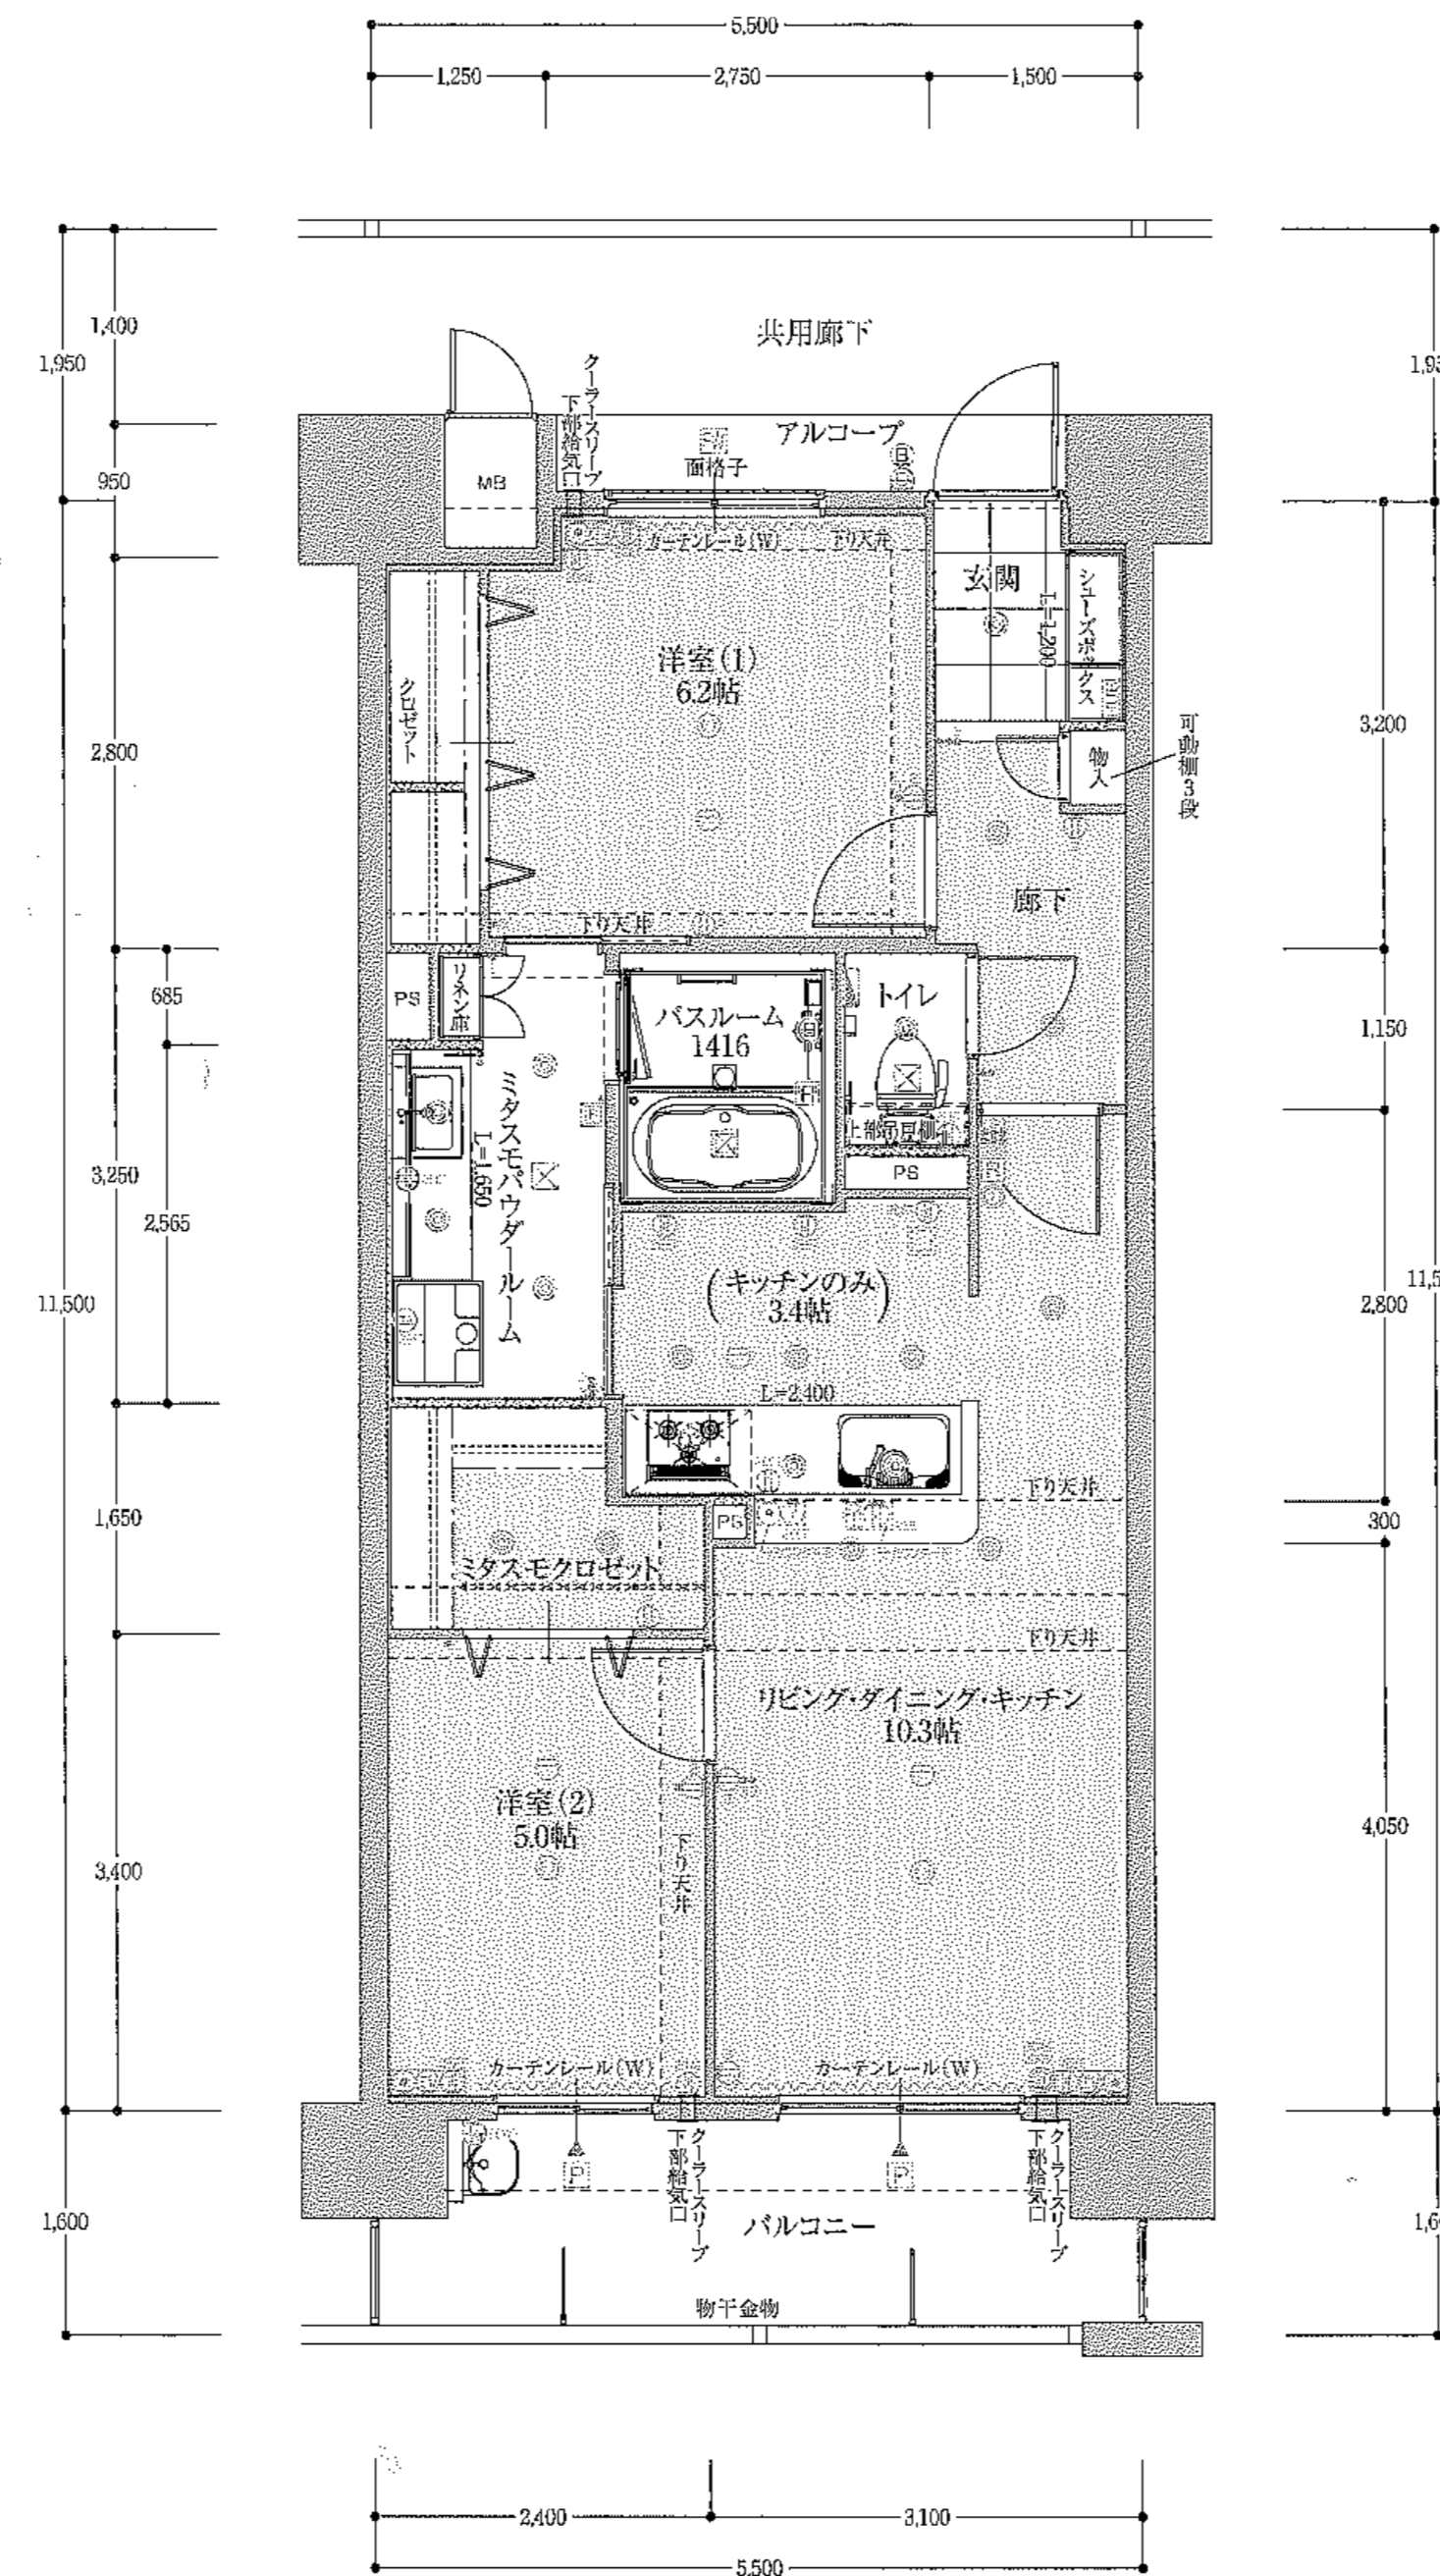 5,500
1,250
2,750
1,500
1,400
1,950
950
2,800
685
3,250
2,565
11,500
1,650
3,400
1,600
共用廊下
クーラースリーブ
下部給気口
アルコーブ
面格子
MB
カーテンレール(W)
下り天井
玄関
L=1,200
シューズボックス
洋室(1)
6.2帖
クロゼット
物入
可動棚3段
廊下
下り天井
PS
リネン庫
バスルーム
1416
トイレ
上部吊戸棚
PS
ミタスモパウダールーム
L=1,650
(キッチンのみ)
3.4帖
L=2,400
下り天井
PS
ミタスモクロゼット
下り天井
リビング・ダイニング・キッチン
10.3帖
洋室(2)
5.0帖
下り天井
カーテンレール(W)
カーテンレール(W)
P
P
クーラースリーブ
下部給気口
クーラースリーブ
下部給気口
バルコニー
物干金物
3,200
1,150
2,800
300
4,050
2,400
3,100
5,500